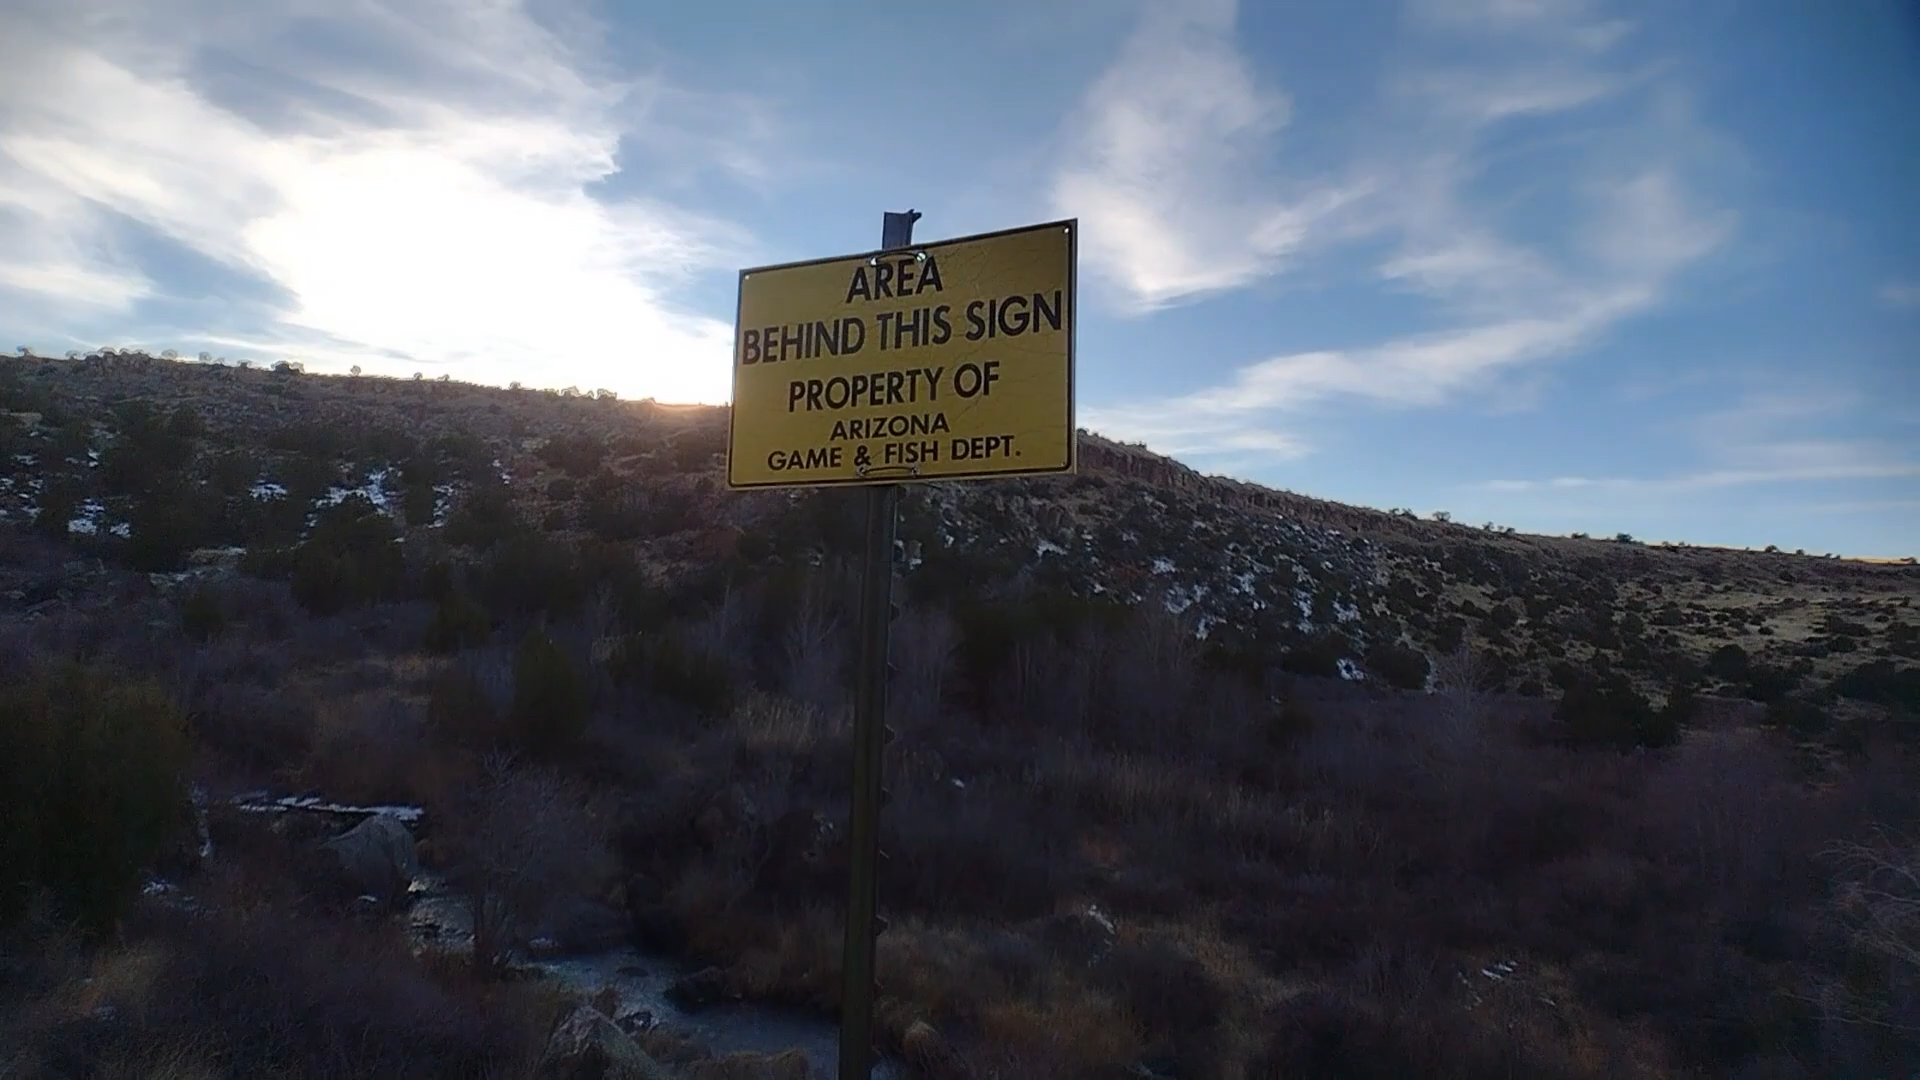 AREA
BEHIND THIS SIGN
PROPERTY OF
ARIZONA
GAME & FISH DEPT.